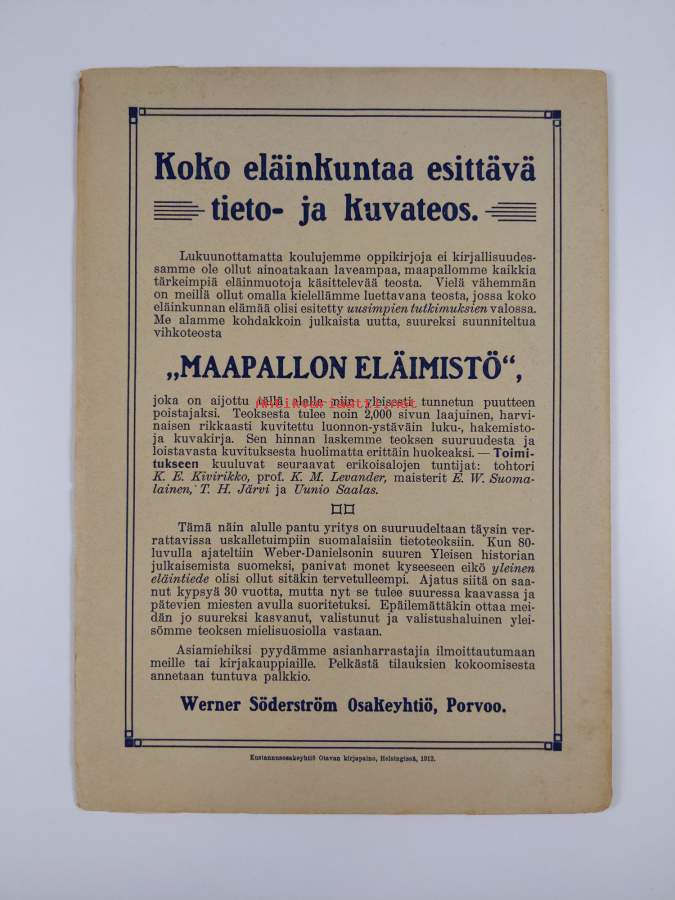 Koko eläinkuntaa esittävä
tieto- ja kuvateos.
Lukuunottamatta koulujemme oppikirjoja ei kirjallisuudes-
samme ole ollut ainoatakaan laveampaa, maapallomme kaikkia
tärkeimpiä eläinmuotoja käsittelevää teosta. Vielä vähemmän
on meillä ollut omalla kielellämme luettavana teosta, jossa koko
eläinkunnan elämää olisi esitetty uusimpien tutkimuksien valossa.
Me alamme kohdakkoin julkaista uutta, suureksi suunniteltua
vihkoteosta
„MAAPALLON ELÄIMISTÖ“,
joka on aijottu tällä alalla niin yleisesti tunnetun puutteen
Antikvariaatti.net
poistajaksi. Teoksesta tulee noin 2,000 sivun laajuinen, harvi-
naisen rikkaasti kuvitettu luonnon-ystäväin luku-, hakemisto-
ja kuvakirja. Sen hinnan laskemme teoksen suuruudesta ja
loistavasta kuvituksesta huolimatta erittäin huokeaksi. — Toimi-
tukseen kuuluvat seuraavat erikoisalojen tuntijat: tohtori
K. E. Kivirikko, prof. K. M. Levander, maisterit E. W. Suoma-
lainen, T. H. Järvi ja Uunio Saalas.
Tämä näin alulle pantu yritys on suuruudeltaan täysin ver-
rattavissa uskalletuimpiin suomalaisiin tietoteoksiin. Kun 80-
luvulla ajateltiin Weber-Danielsonin suuren Yleisen historian
julkaisemista suomeksi, panivat monet kyseeseen eikö yleinen
eläintiede olisi ollut sitäkin tervetulleempi. Ajatus siitä on saa-
nut kypsyä 30 vuotta, mutta nyt se tulee suuressa kaavassa ja
pätevien miesten avulla suoritetuksi. Epäilemättäkin ottaa mei-
dän jo suureksi kasvanut, valistunut ja valistushaluinen ylei-
sömme teoksen mielisuosiolla vastaan.
Asiamiehiksi pyydämme asianharrastajia ilmoittautumaan
meille tai kirjakauppiaille. Pelkästä tilauksien kokoomisesta
annetaan tuntuva palkkio.
Werner Söderström Osakeyhtiö, Porvoo.
Kustannusosakeyhtiö Otavan kirjapaino, Helsingissä, 1912.